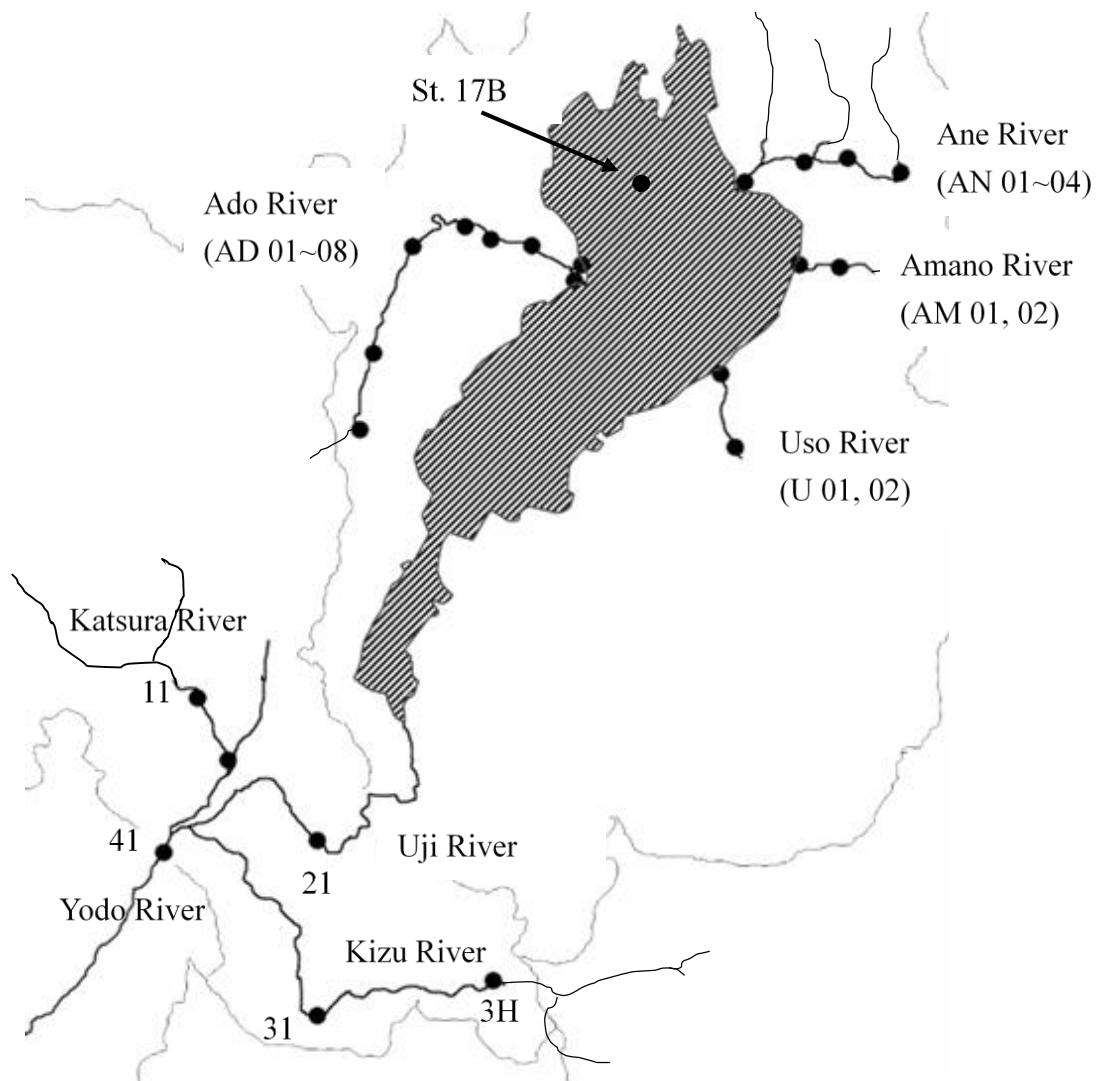 St. 17B
Ane River
(AN 01~04)
Ado River
(AD 01~08)
Amano River
(AM 01, 02)
Uso River
(U 01, 02)
Katsura River
11
41
Uji River
21
Yodo River
Kizu River
3H
31